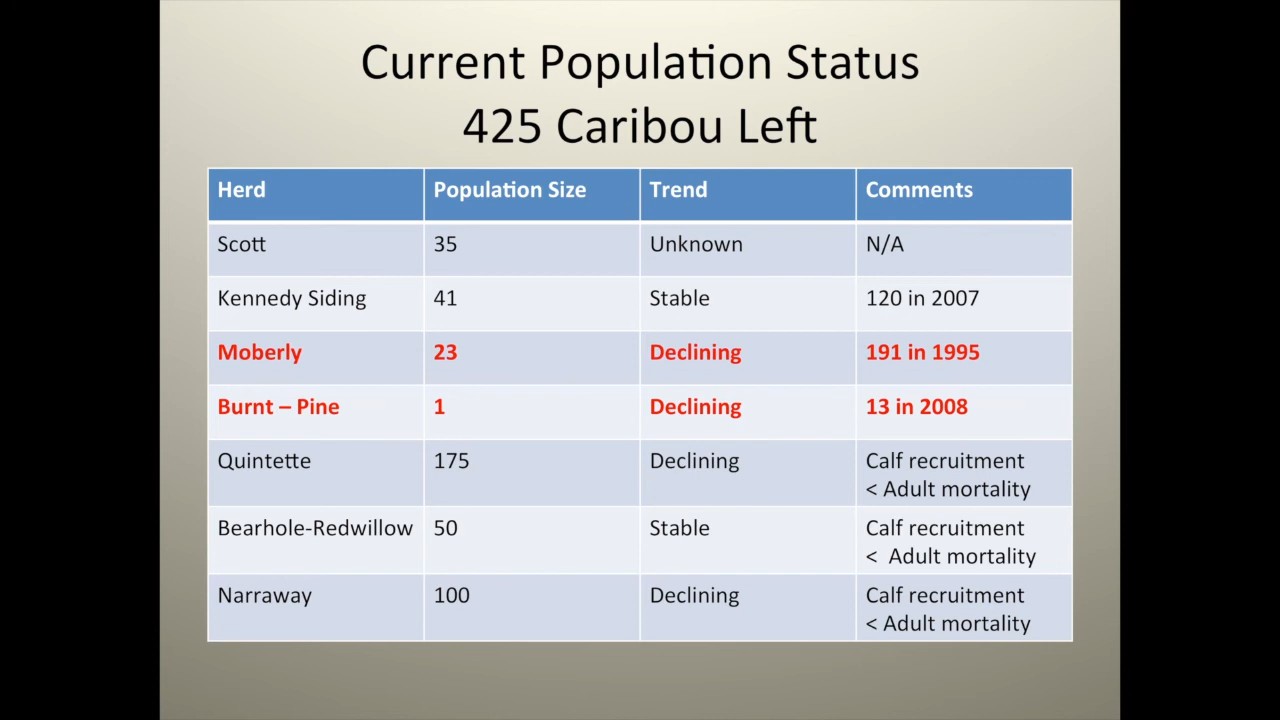 Current Population Status
425 Caribou Left
Herd Population Size Trend Comments
Scott 35 Unknown N/A
Kennedy Siding 41 Stable 120 in 2007
Moberly 23 Declining 191 in 1995
Burnt – Pine 1 Declining 13 in 2008
Quintette 175 Declining Calf recruitment
< Adult mortality
Bearhole-Redwillow 50 Stable Calf recruitment
< Adult mortality
Narraway 100 Declining Calf recruitment
< Adult mortality